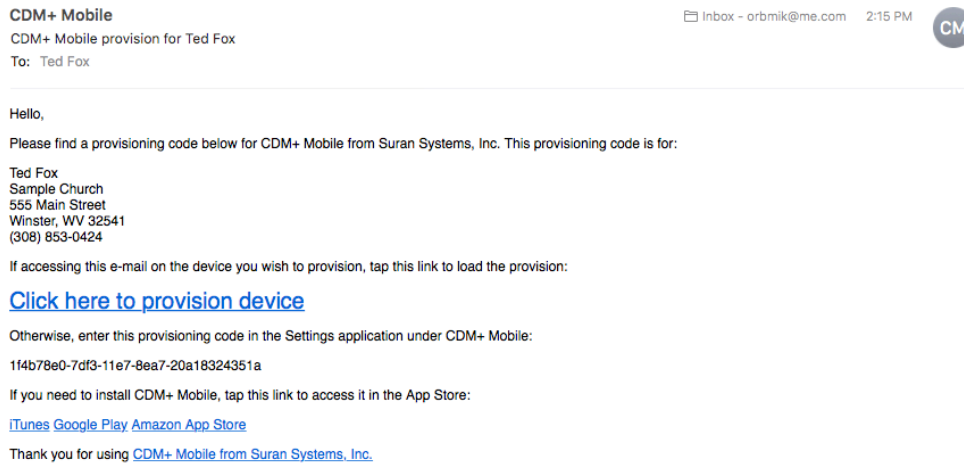 CDM+ Mobile
Inbox - orbmik@me.com 2:15 PM
CM
CDM+ Mobile provision for Ted Fox
To: Ted Fox
Hello,
Please find a provisioning code below for CDM+ Mobile from Suran Systems, Inc. This provisioning code is for:
Ted Fox
Sample Church
555 Main Street
Winster, WV 32541
(308) 853-0424
If accessing this e-mail on the device you wish to provision, tap this link to load the provision:
Click here to provision device
Otherwise, enter this provisioning code in the Settings application under CDM+ Mobile:
1f4b78e0-7df3-11e7-8ea7-20a18324351a
If you need to install CDM+ Mobile, tap this link to access it in the App Store:
iTunes Google Play Amazon App Store
Thank you for using CDM+ Mobile from Suran Systems, Inc.